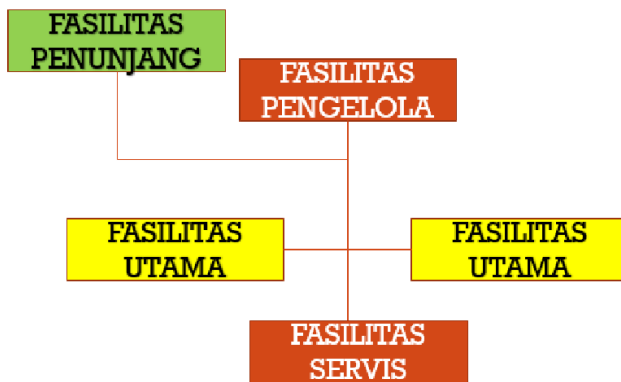 FASILITAS
PENUNJANG
FASILITAS
PENGELOLA
FASILITAS
UTAMA
FASILITAS
UTAMA
FASILITAS
SERVIS